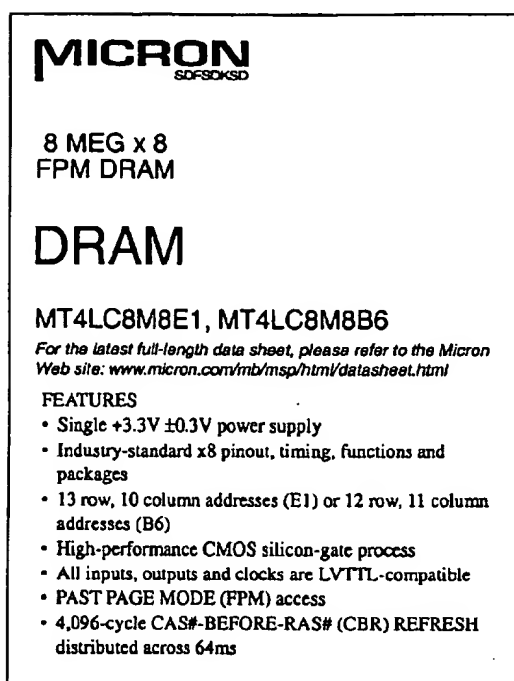 MICRON
SDFSDKSD
8 MEG x 8
FPM DRAM
DRAM
MT4LC8M8E1, MT4LC8M8B6
For the latest full-length data sheet, please refer to the Micron
Web site: www.micron.com/mb/msp/html/datasheet.html
FEATURES
• Single +3.3V ±0.3V power supply
• Industry-standard x8 pinout, timing, functions and
packages
• 13 row, 10 column addresses (E1) or 12 row, 11 column
addresses (B6)
• High-performance CMOS silicon-gate process
• All inputs, outputs and clocks are LVTTL-compatible
• PAST PAGE MODE (FPM) access
• 4,096-cycle CAS#-BEFORE-RAS# (CBR) REFRESH
distributed across 64ms